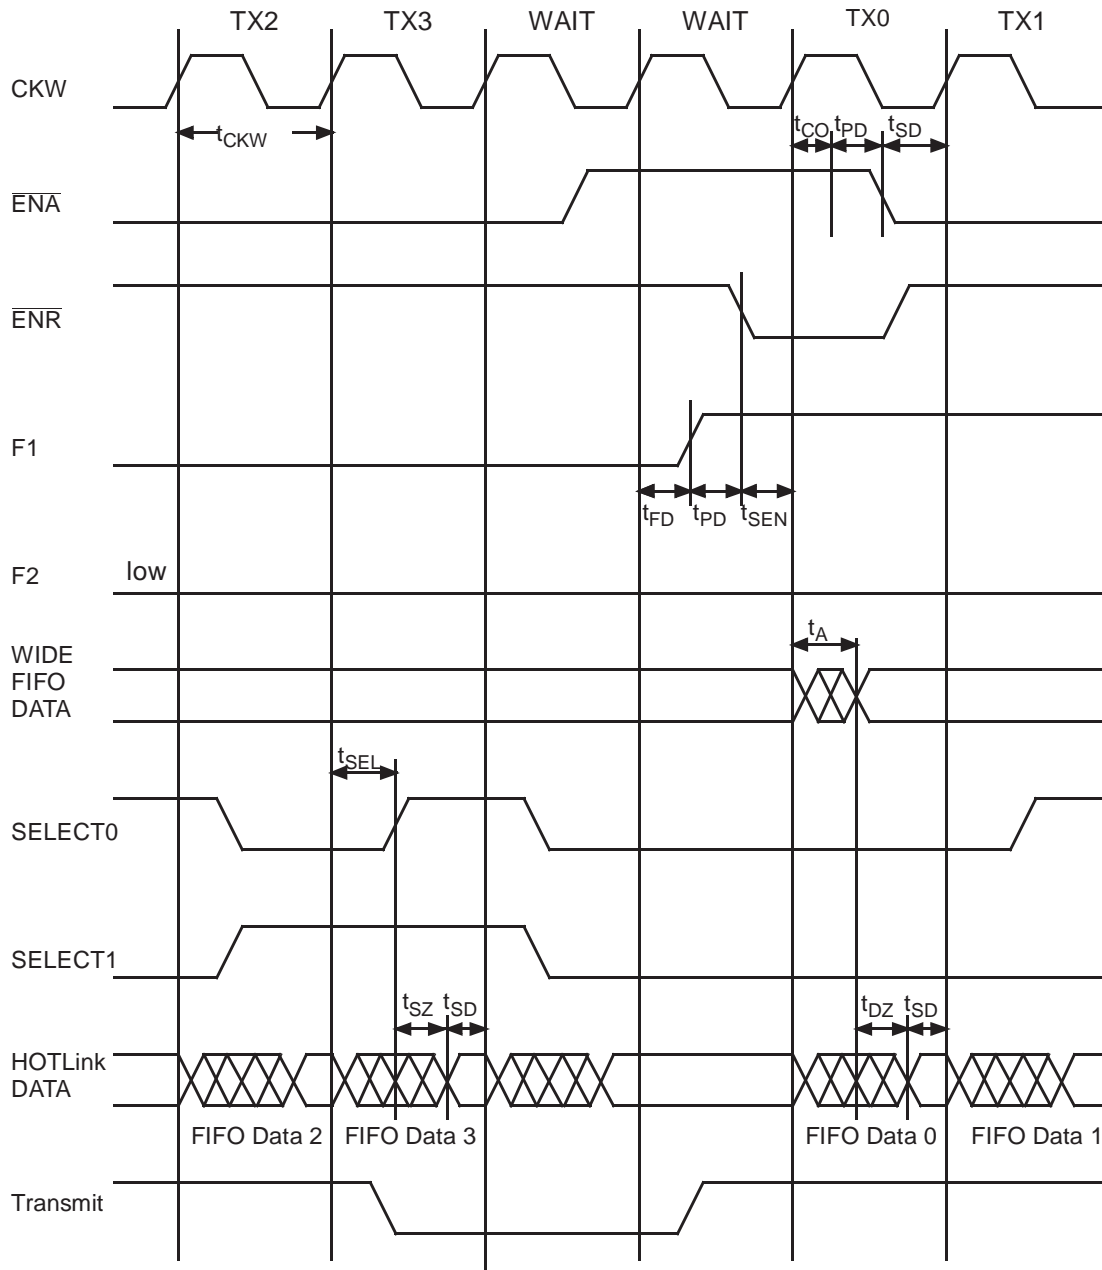 TX2 TX3 WAIT WAIT TX0 TX1
CKW
tCKW
tCO tPD tSD
ENA
ENR
F1
tFD tPD tSEN
F2 low
tA
WIDE
FIFO
DATA
tSEL
SELECT0
SELECT1
tSZ tSD tDZ tSD
HOTLink
DATA
FIFO Data 2 FIFO Data 3 FIFO Data 0 FIFO Data 1
Transmit